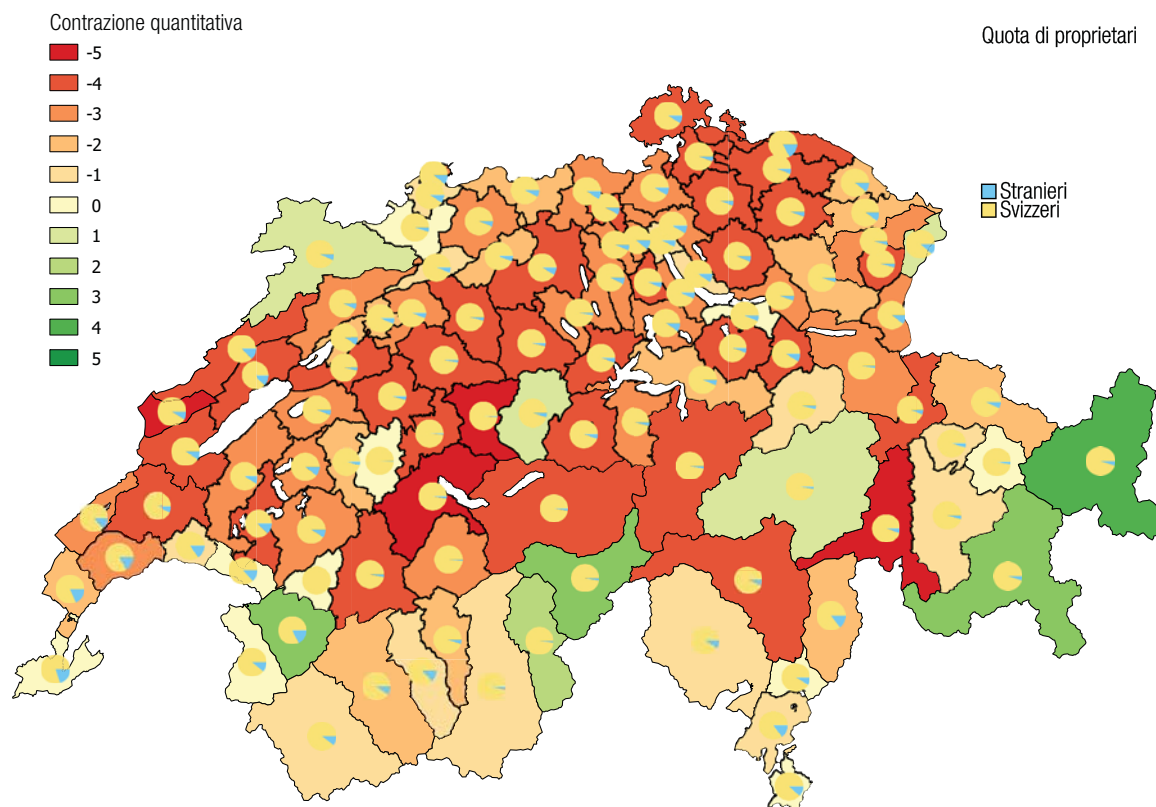 Contrazione quantitativa
-5
-4
-3
-2
-1
0
1
2
3
4
5
Quota di proprietari
Stranieri
Svizzeri